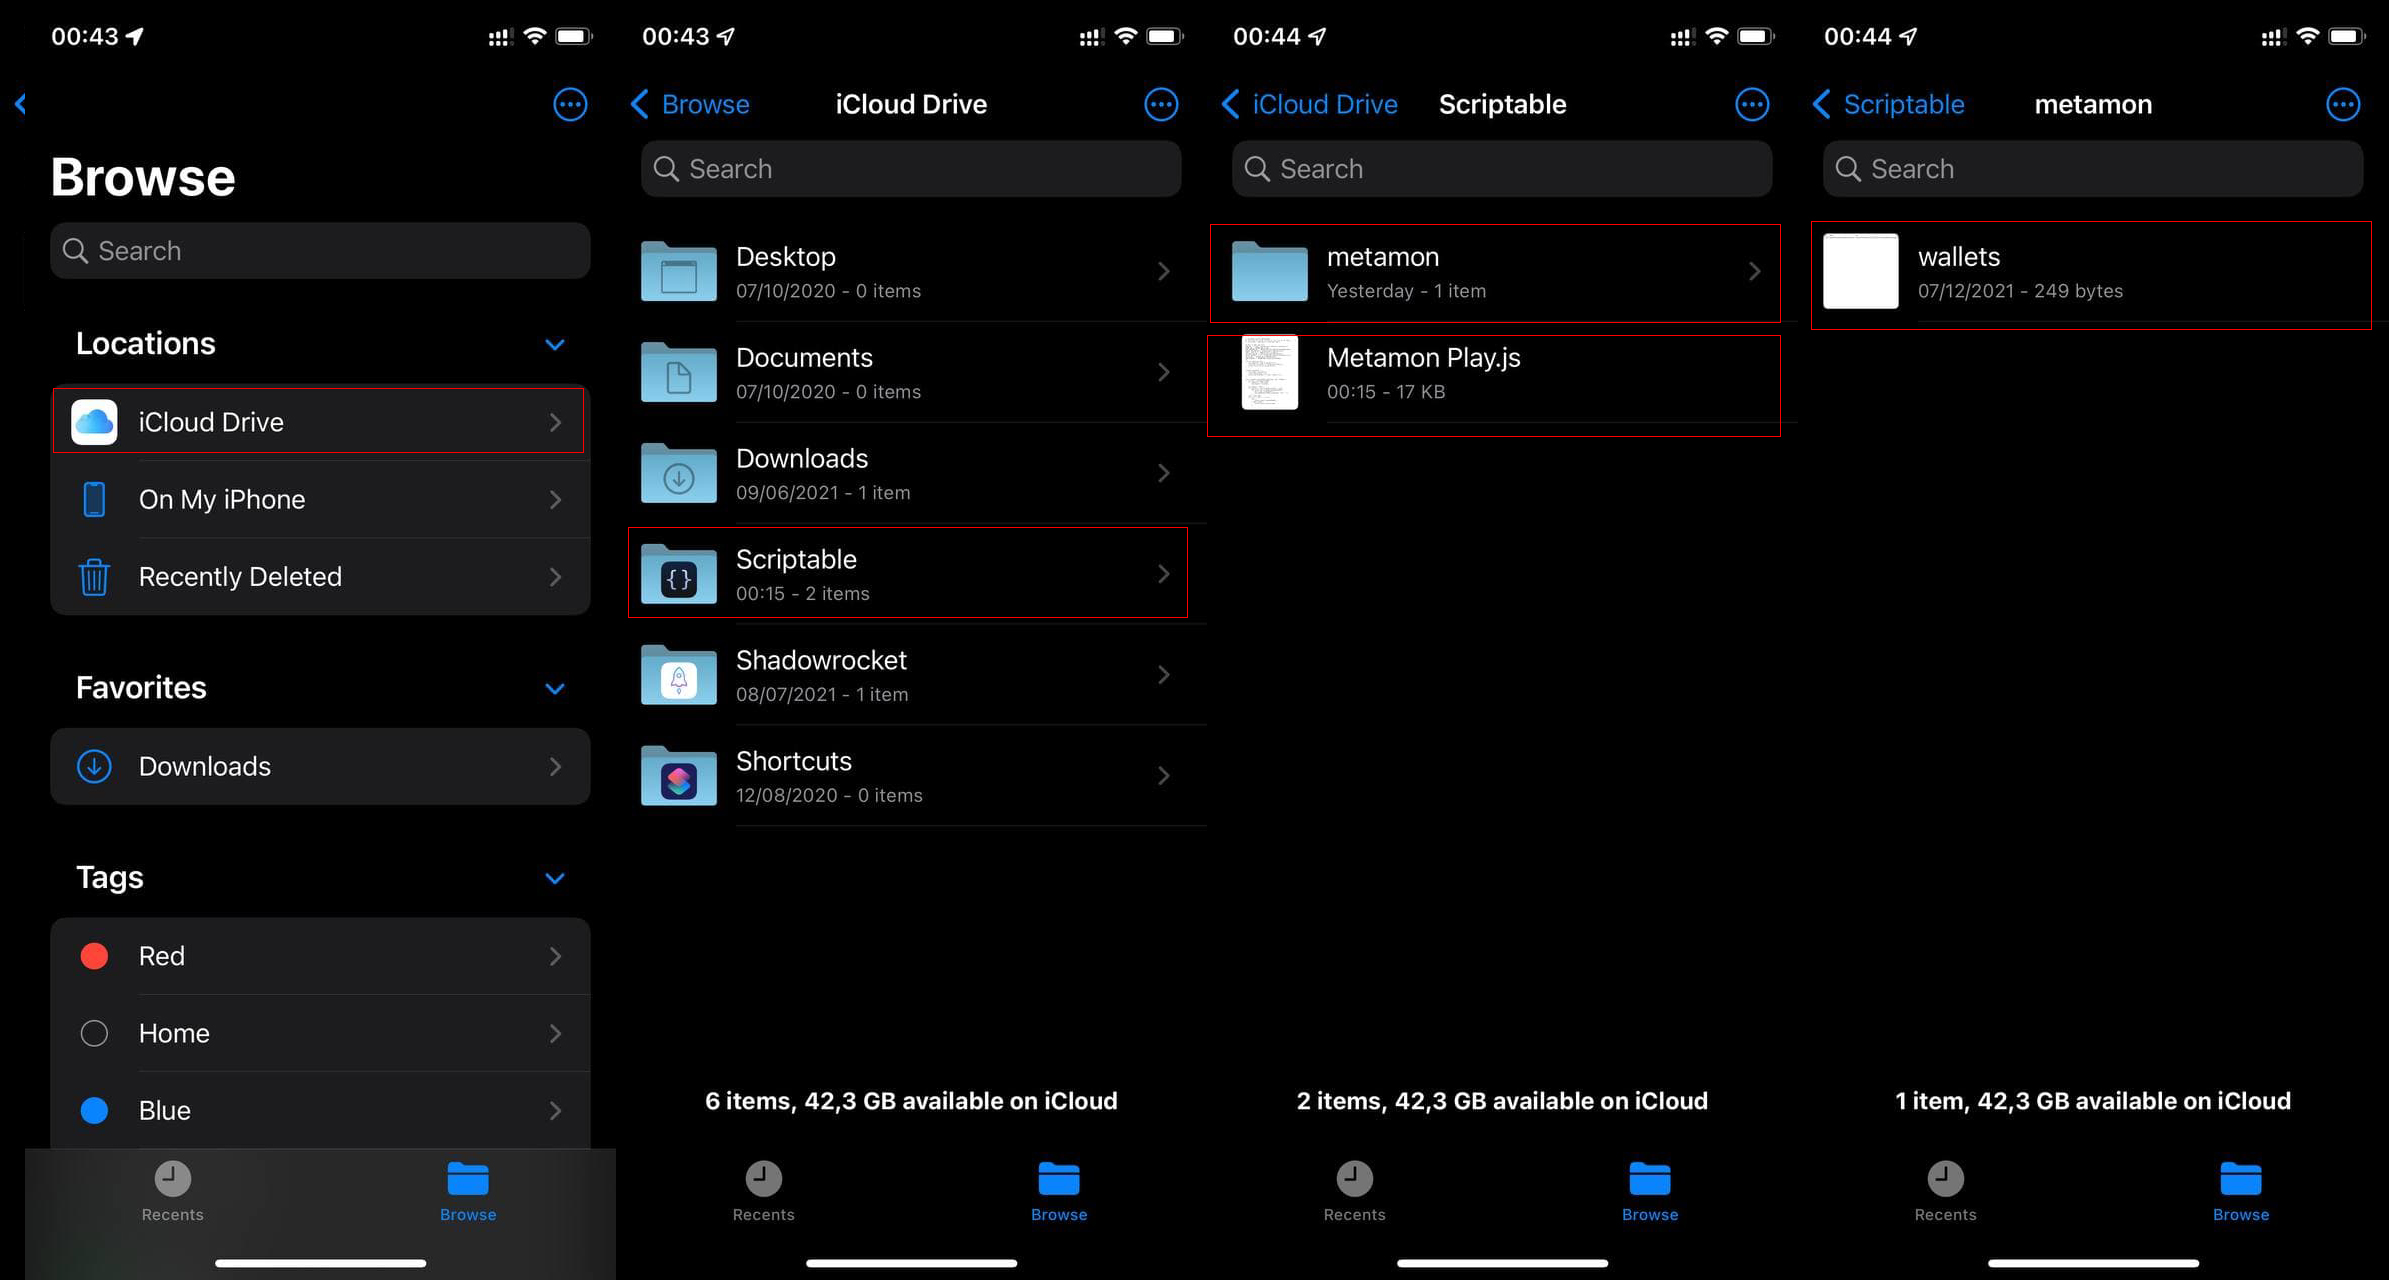 00:43
Browse
Search
Locations
iCloud Drive
On My iPhone
Recently Deleted
Favorites
Downloads
Tags
Red
Home
Blue
Recents
Browse
00:43
Browse
iCloud Drive
Search
Desktop
07/10/2020 - 0 items
Documents
07/10/2020 - 0 items
Downloads
09/06/2021 - 1 item
Scriptable
00:15 - 2 items
Shadowrocket
08/07/2021 - 1 item
Shortcuts
12/08/2020 - 0 items
6 items, 42,3 GB available on iCloud
Recents
Browse
00:44
iCloud Drive
Scriptable
Search
metamon
Yesterday - 1 item
Metamon Play.js
00:15 - 17 KB
2 items, 42,3 GB available on iCloud
Recents
Browse
00:44
Scriptable
metamon
Search
wallets
07/12/2021 - 249 bytes
1 item, 42,3 GB available on iCloud
Recents
Browse